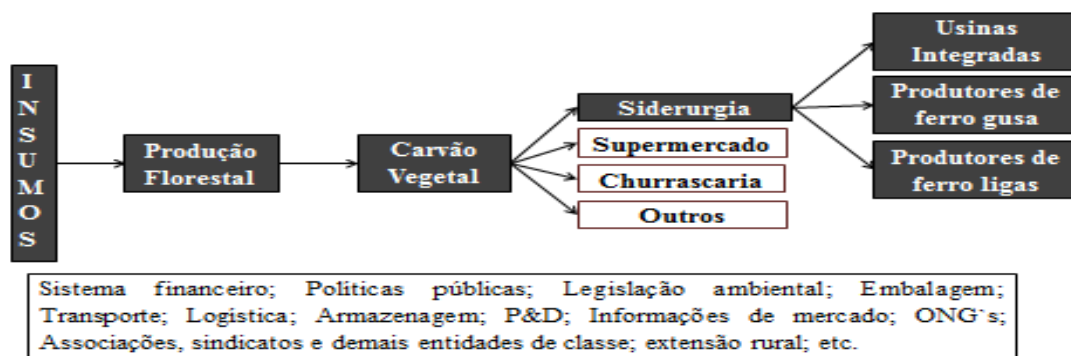 INSUMOS
Produção
Florestal
Carvão
Vegetal
Siderurgia
Supermercado
Churrascaria
Outros
Usinas
Integradas
Produtores de
ferro gusa
Produtores de
ferro ligas
Sistema financeiro; Politicas públicas; Legislação ambiental; Embalagem;
Transporte; Logistica; Armazenagem; P&D; Informações de mercado; ONG`s;
Associações, sindicatos e demais entidades de classe; extensão rural; etc.